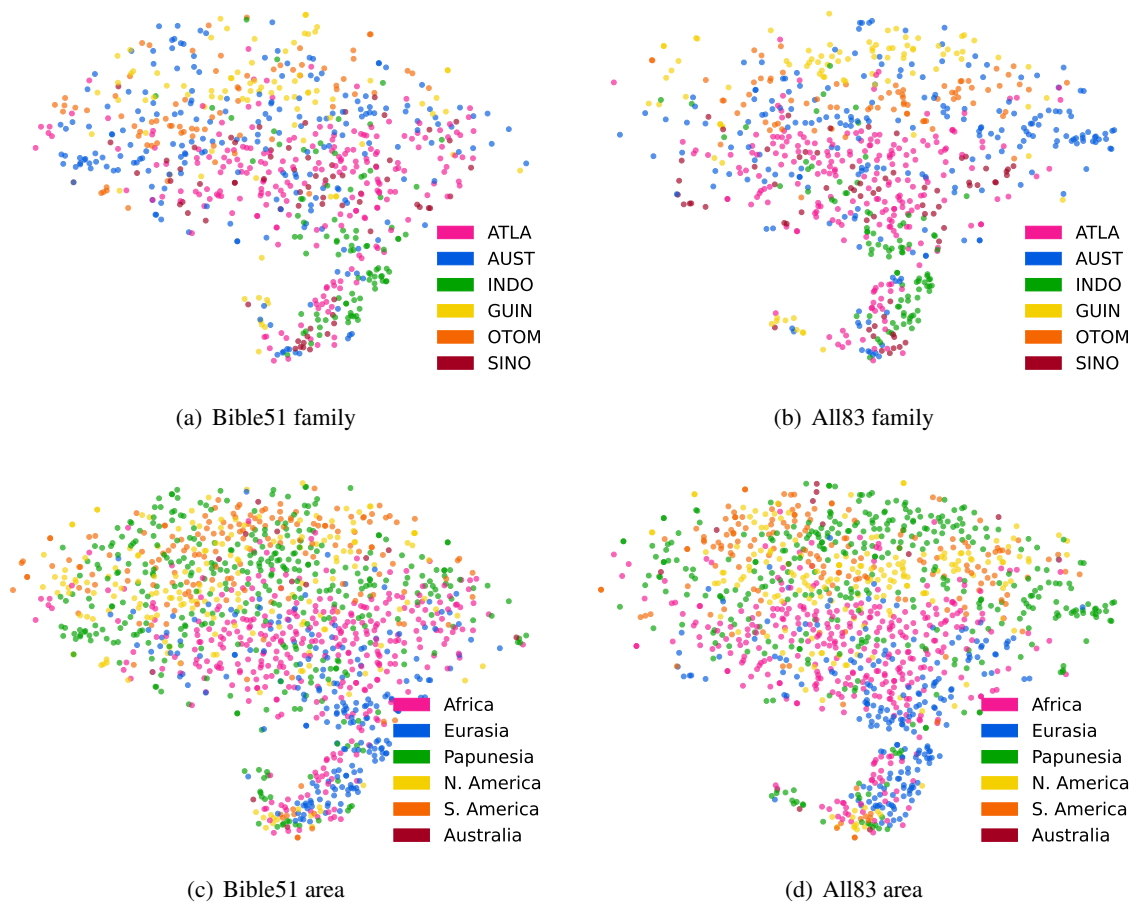 ATLA
AUST
INDO
GUIN
OTOM
SINO
(a) Bible51 family
ATLA
AUST
INDO
GUIN
OTOM
SINO
(b) All83 family
Africa
Eurasia
Papunesia
N. America
S. America
Australia
(c) Bible51 area
Africa
Eurasia
Papunesia
N. America
S. America
Australia
(d) All83 area